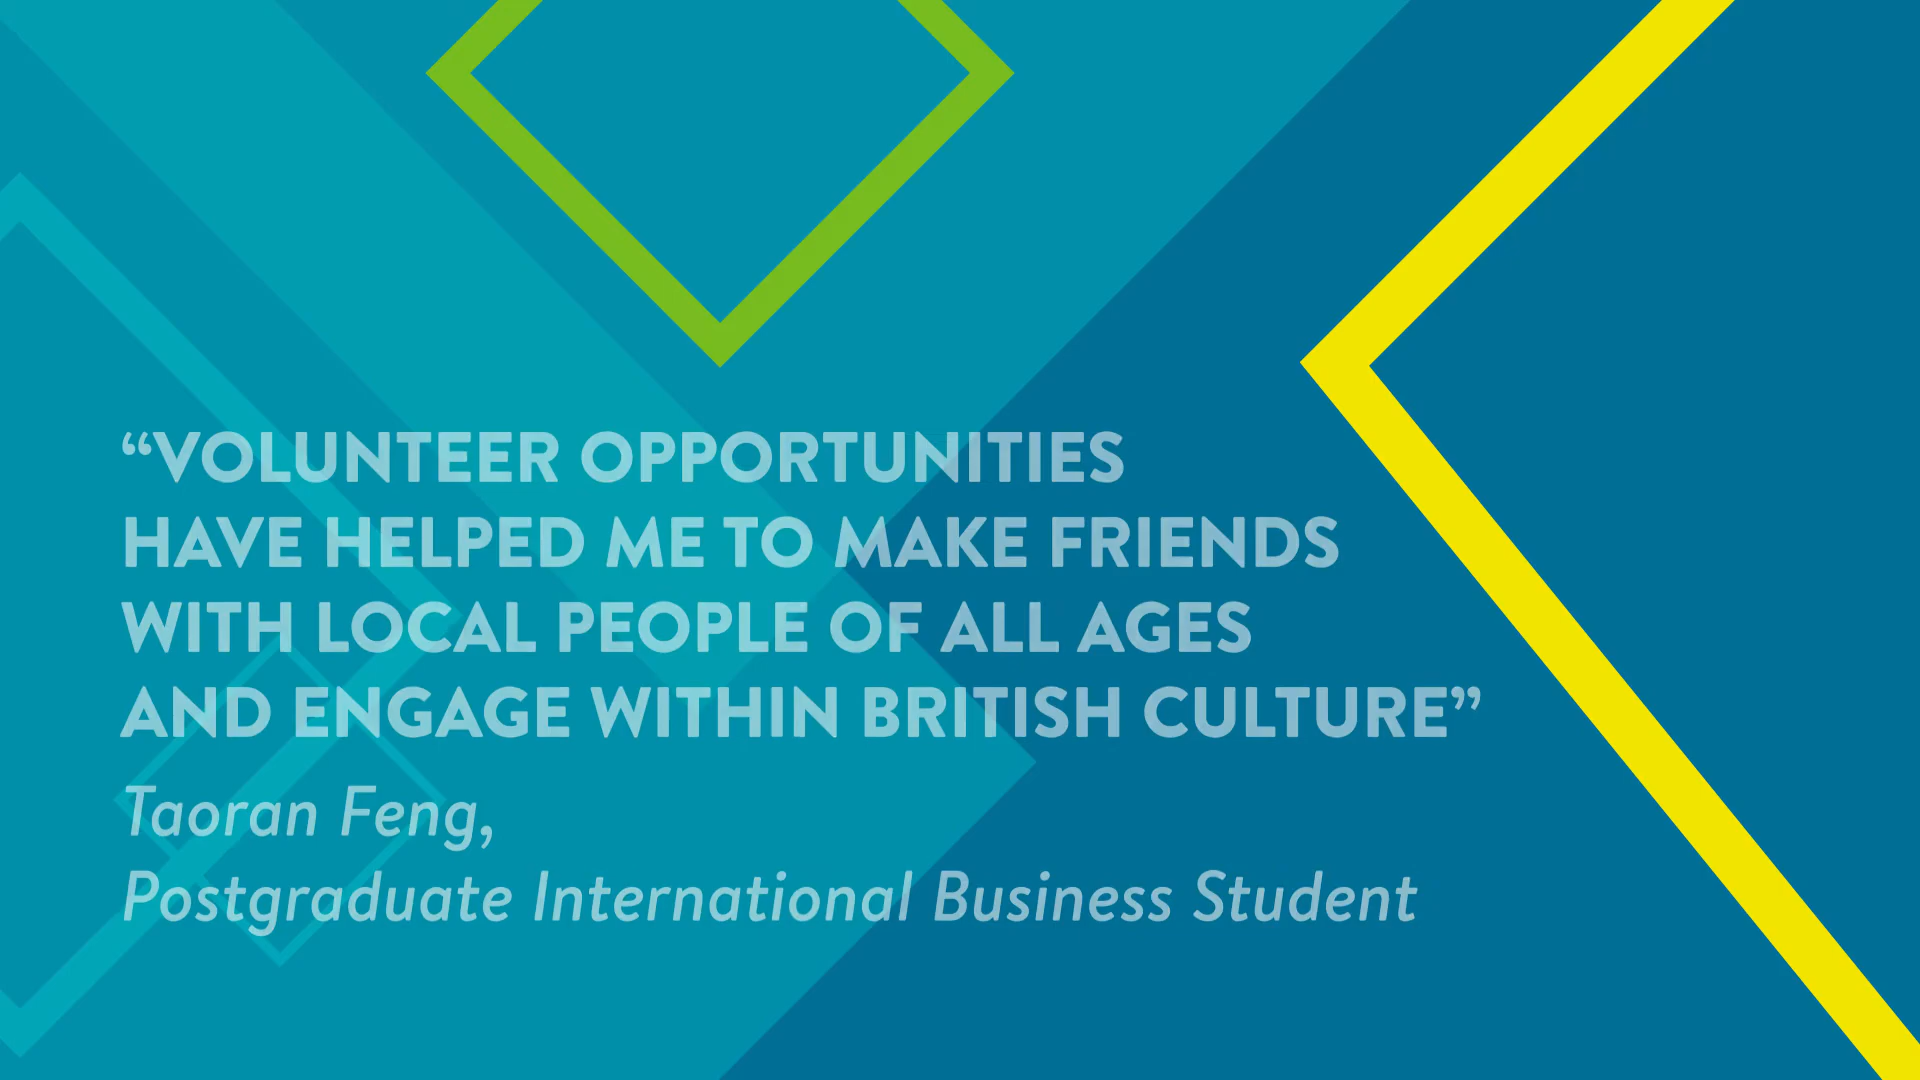 “VOLUNTEER OPPORTUNITIES
HAVE HELPED ME TO MAKE FRIENDS
WITH LOCAL PEOPLE OF ALL AGES
AND ENGAGE WITHIN BRITISH CULTURE”
Taoran Feng,
Postgraduate International Business Student